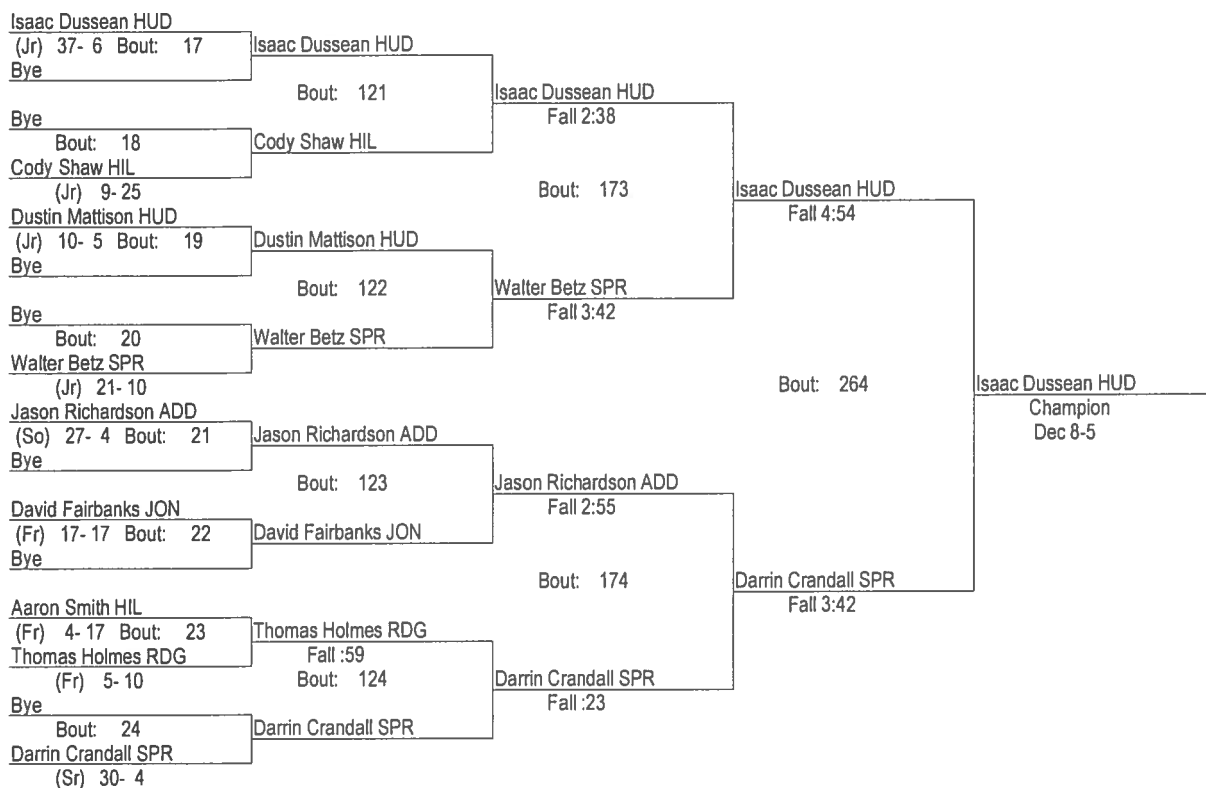 Isaac Dussean HUD
(Jr) 37- 6 Bout: 17
Bye
Bye
Bout: 18
Cody Shaw HIL
(Jr) 9- 25
Dustin Mattison HUD
(Jr) 10- 5 Bout: 19
Bye
Bye
Bout: 20
Walter Betz SPR
(Jr) 21- 10
Jason Richardson ADD
(So) 27- 4 Bout: 21
Bye
David Fairbanks JON
(Fr) 17- 17 Bout: 22
Bye
Aaron Smith HIL
(Fr) 4- 17 Bout: 23
Thomas Holmes RDG
(Fr) 5- 10
Bye
Bout: 24
Darrin Crandall SPR
(Sr) 30- 4
Isaac Dussean HUD
Bout: 121
Cody Shaw HIL
Dustin Mattison HUD
Bout: 122
Walter Betz SPR
Jason Richardson ADD
Bout: 123
David Fairbanks JON
Thomas Holmes RDG
Fall :59
Bout: 124
Darrin Crandall SPR
Isaac Dussean HUD
Fall 2:38
Bout: 173
Walter Betz SPR
Fall 3:42
Jason Richardson ADD
Fall 2:55
Bout: 174
Darrin Crandall SPR
Fall :23
Isaac Dussean HUD
Fall 4:54
Bout: 264
Darrin Crandall SPR
Fall 3:42
Isaac Dussean HUD
Champion
Dec 8-5